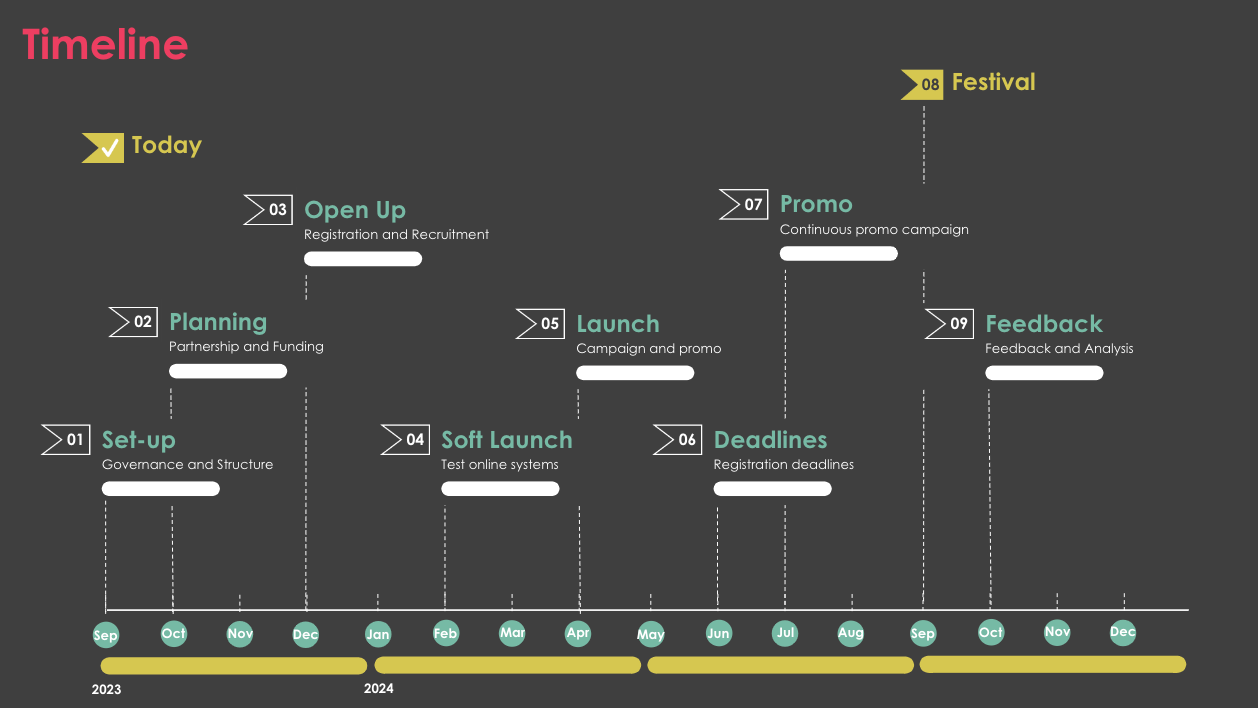 Timeline
08 Festival
Today
03 Open Up
Registration and Recruitment
07 Promo
Continuous promo campaign
02 Planning
Partnership and Funding
05 Launch
Campaign and promo
09 Feedback
Feedback and Analysis
01 Set-up
Governance and Structure
04 Soft Launch
Test online systems
06 Deadlines
Registration deadlines
Sep Oct Nov Dec Jan Feb Mar Apr May Jun Jul Aug Sep Oct Nov Dec
2023 2024